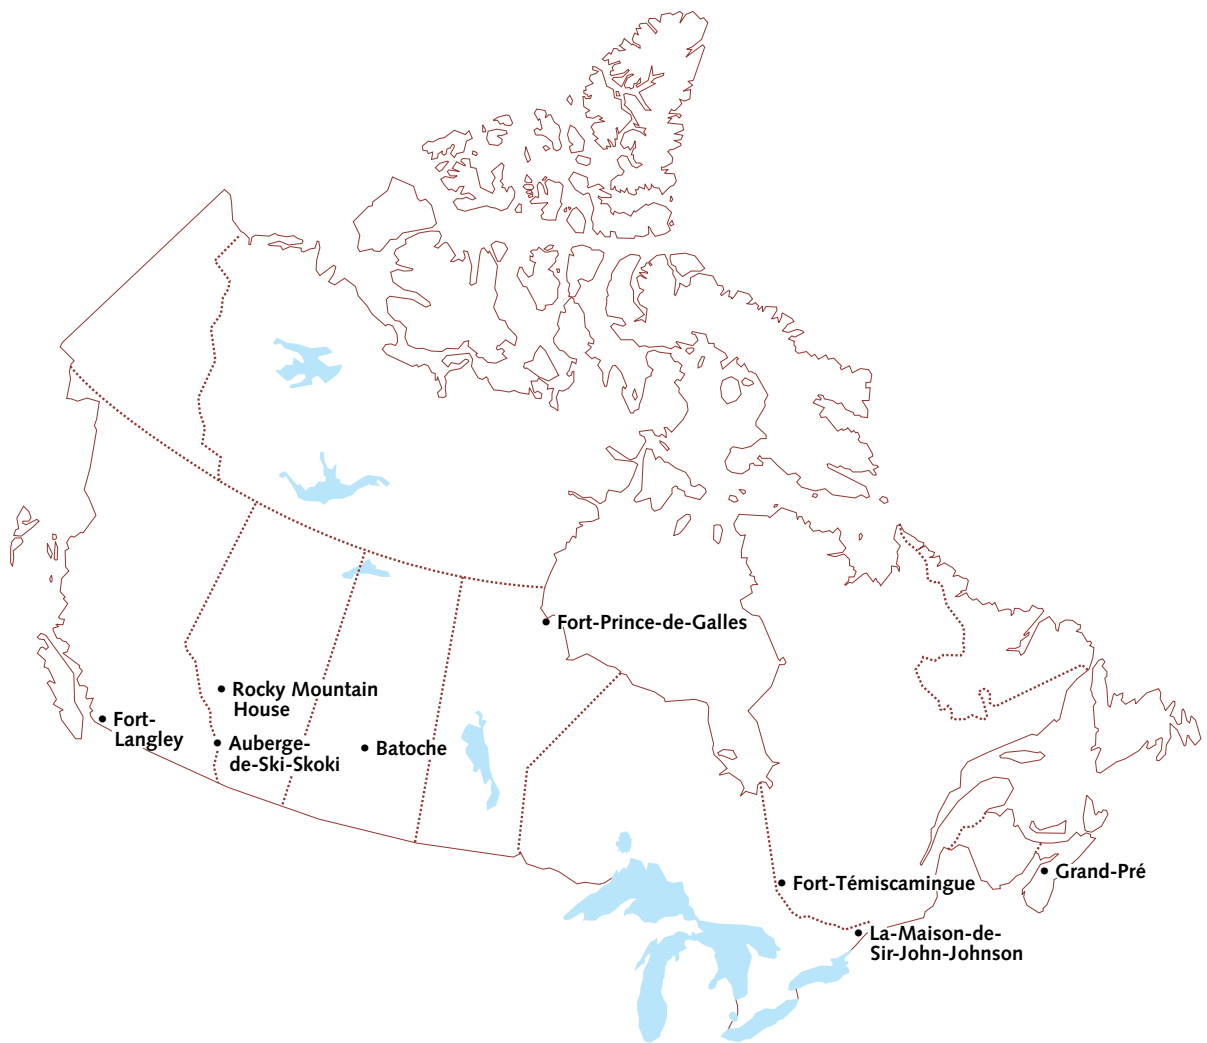 Fort-Prince-de-Galles
Rocky Mountain
House
Fort-
Langley
Auberge-
de-Ski-Skoki
Batoche
Fort-Témiscamingue
Grand-Pré
La-Maison-de-
Sir-John-Johnson